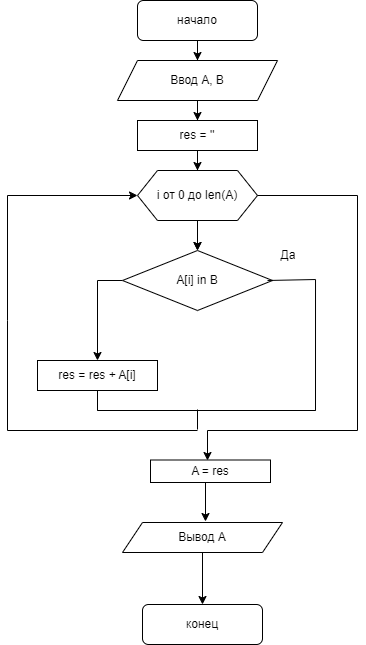 начало
Ввод A, B
res = ''
i от 0 до len(A)
Да
A[i] in B
res = res + A[i]
A = res
Вывод A
конец